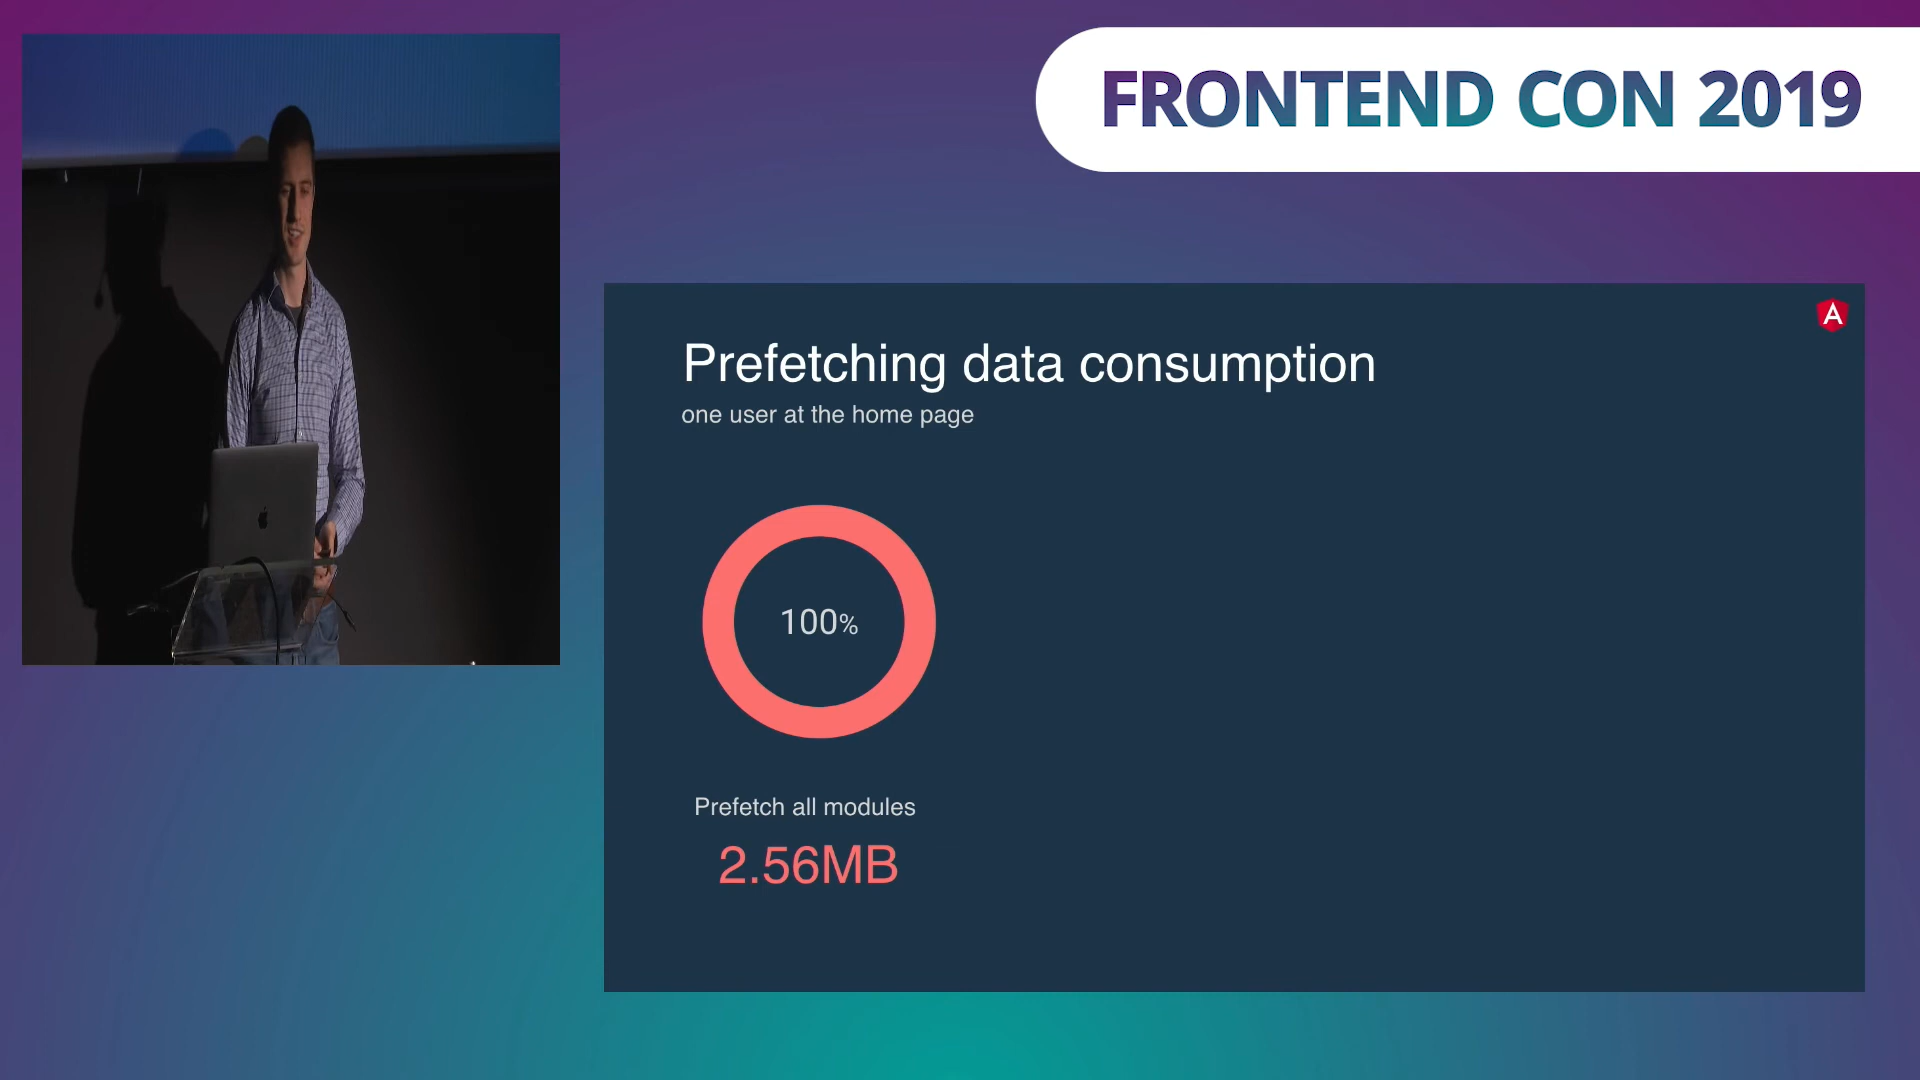 FRONTEND CON 2019
A
Prefetching data consumption
one user at the home page
100%
Prefetch all modules
2.56MB